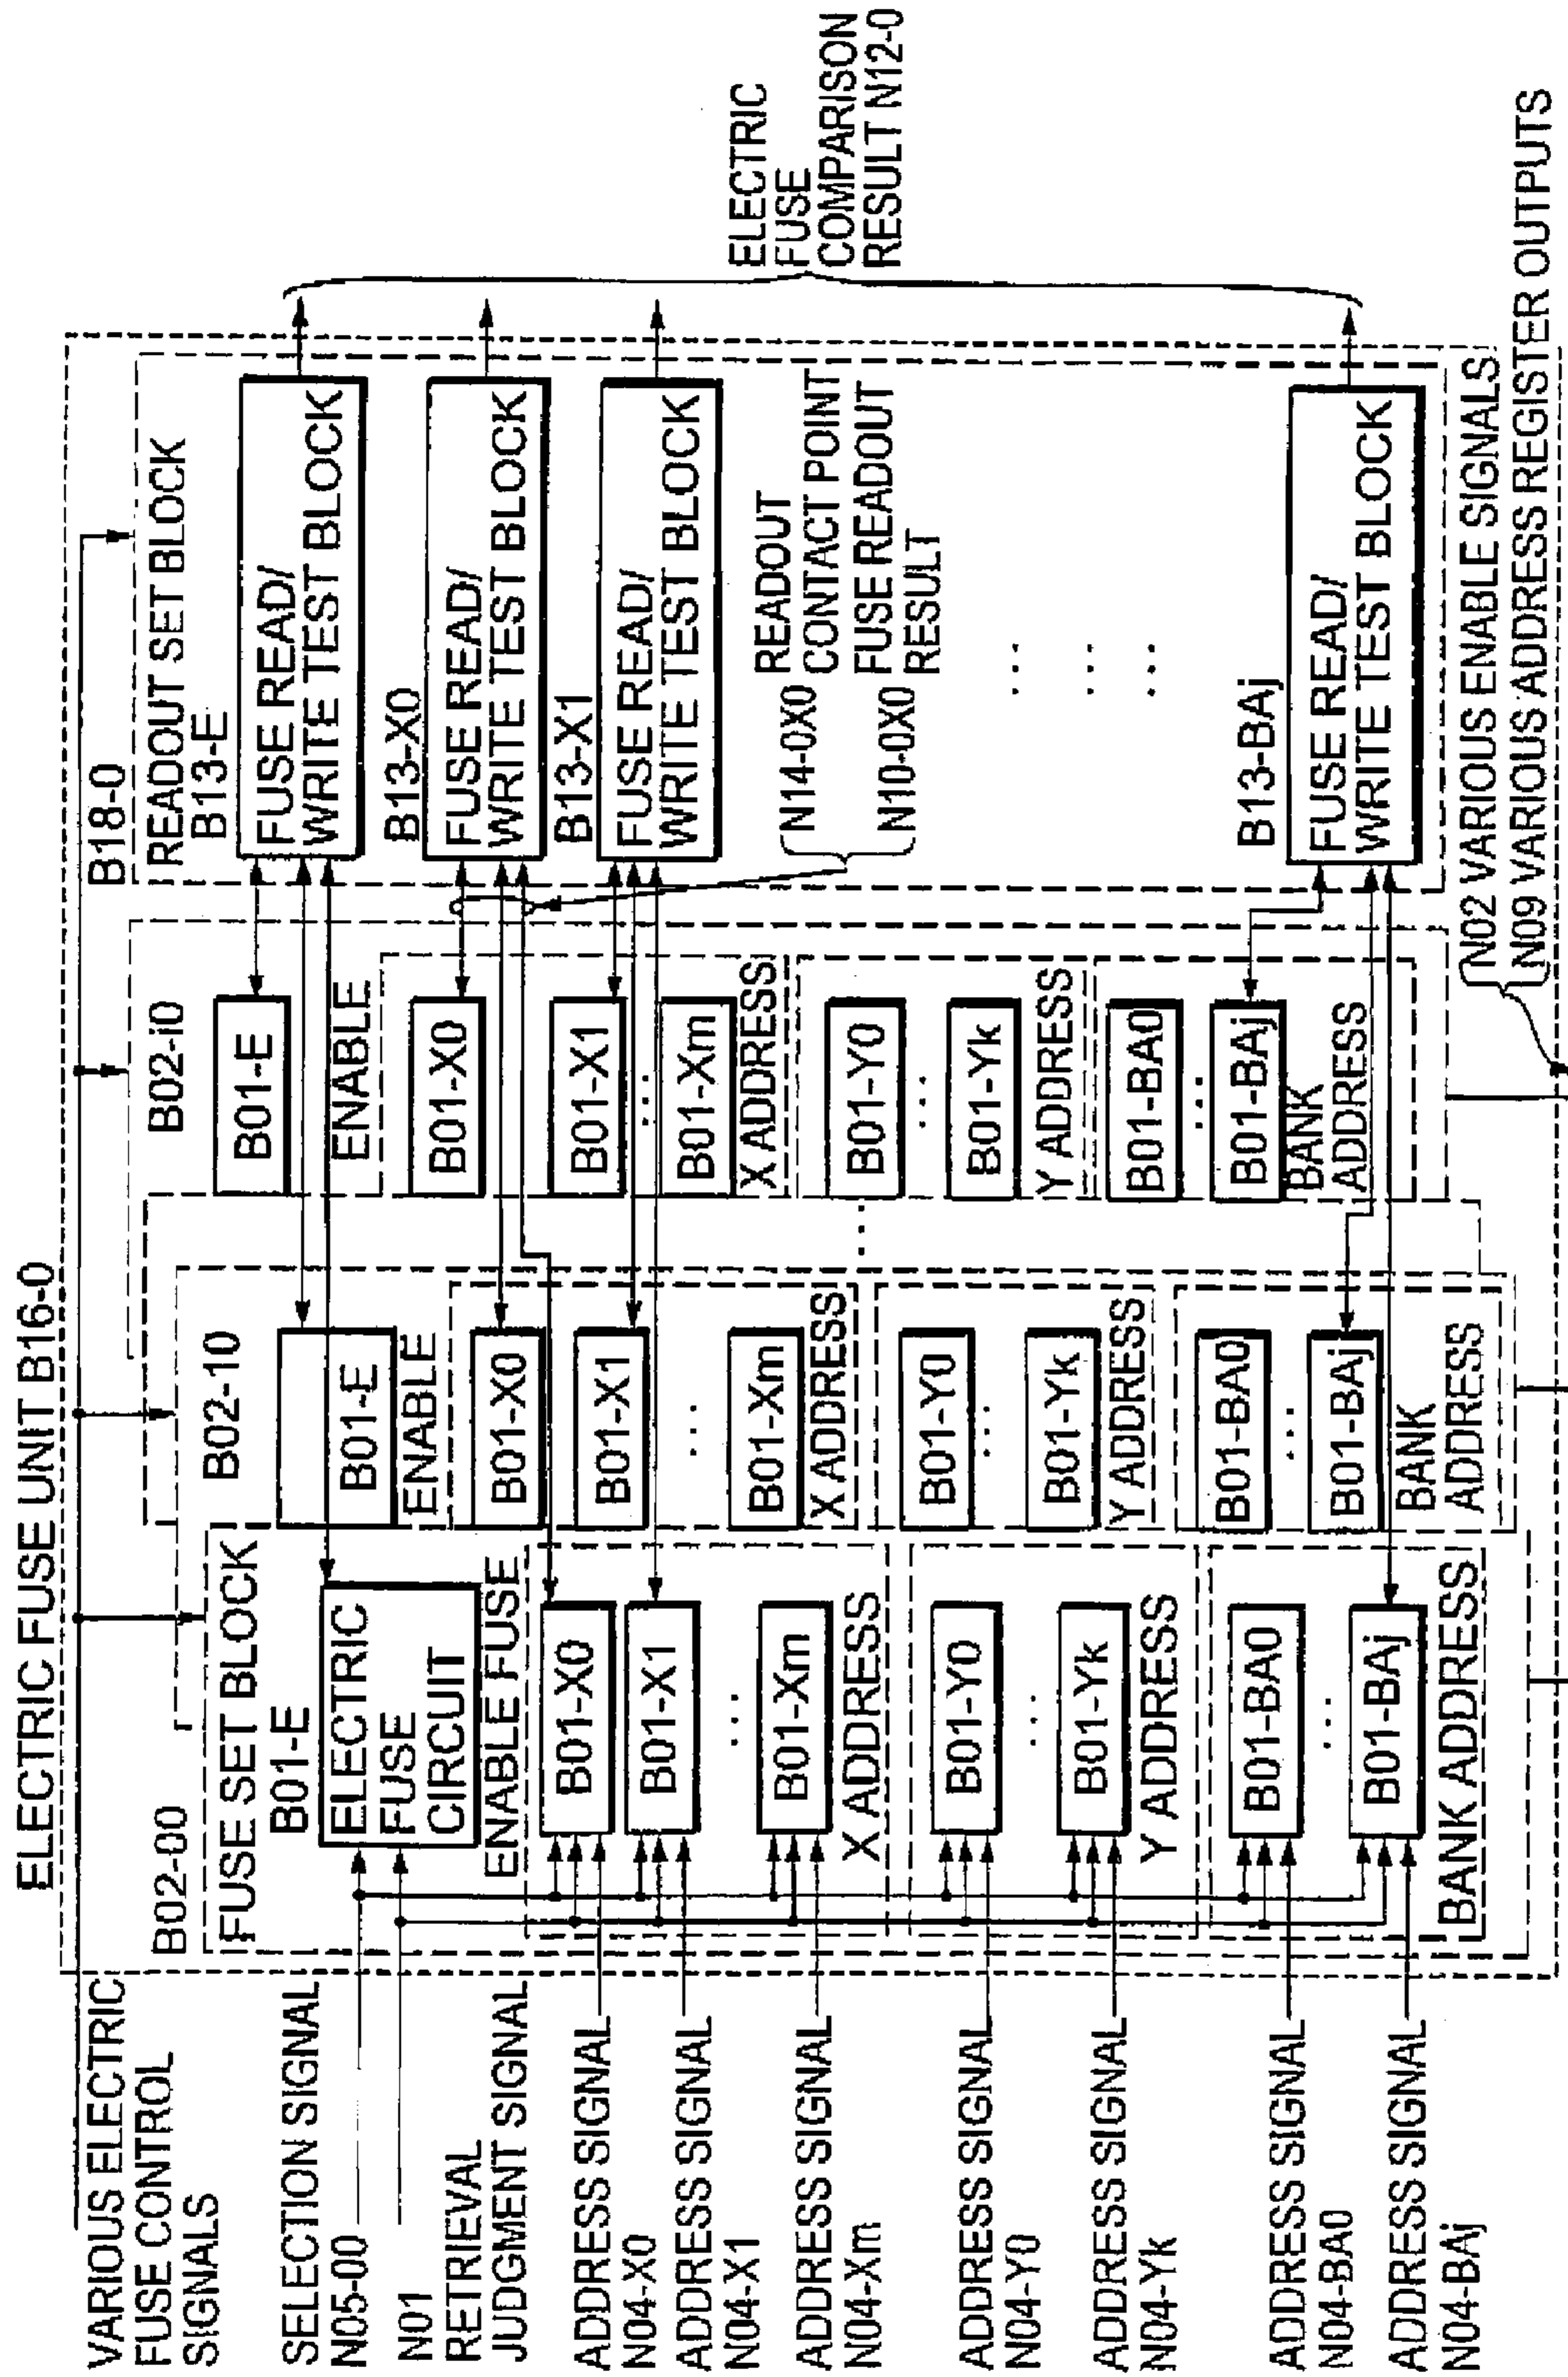 ELECTRIC FUSE UNIT B16-0
VARIOUS ELECTRIC
FUSE CONTROL
SIGNALS
SELECTION SIGNAL
N05-00
N01
RETRIEVAL
JUDGMENT SIGNAL
ADDRESS SIGNAL
N04-X0
ADDRESS SIGNAL
N04-X1
ADDRESS SIGNAL
N04-Xm
ADDRESS SIGNAL
N04-Y0
ADDRESS SIGNAL
N04-Yk
ADDRESS SIGNAL
N04-BA0
ADDRESS SIGNAL
N04-BAj
B02-00
FUSE SET BLOCK
B01-E
ELECTRIC
FUSE
CIRCUIT
ENABLE FUSE
B01-X0
B01-X1
...
B01-Xm
X ADDRESS
B01-Y0
...
B01-Yk
Y ADDRESS
B01-BA0
...
B01-BAj
BANK ADDRESS
B02-10
B01-E
ENABLE
B01-X0
B01-X1
...
B01-Xm
X ADDRESS
B01-Y0
...
B01-Yk
Y ADDRESS
B01-BA0
...
B01-BAj
BANK
ADDRESS
...
B02-i0
B01-E
ENABLE
B01-X0
B01-X1
...
B01-Xm
X ADDRESS
B01-Y0
...
B01-Yk
Y ADDRESS
B01-BA0
...
B01-BAj
BANK
ADDRESS
B18-0
READOUT SET BLOCK
B13-E
FUSE READ/
WRITE TEST BLOCK
B13-X0
FUSE READ/
WRITE TEST BLOCK
B13-X1
FUSE READ/
WRITE TEST BLOCK
N14-0X0 READOUT
CONTACT POINT
N10-0X0 FUSE READOUT
RESULT
...
...
...
B13-BAj
FUSE READ/
WRITE TEST BLOCK
N02 VARIOUS ENABLE SIGNALS
N09 VARIOUS ADDRESS REGISTER OUTPUTS
ELECTRIC
FUSE
COMPARISON
RESULT N12-0